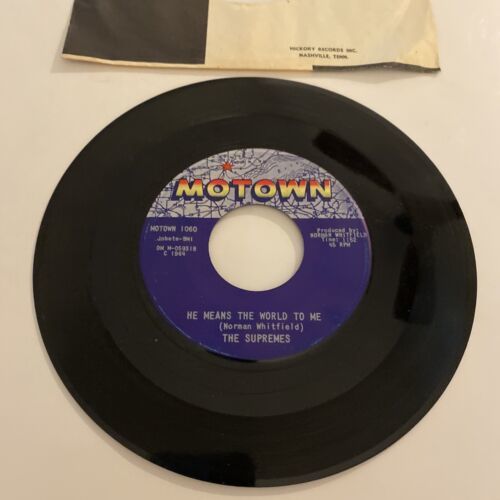 HICKORY RECORDS INC.
NASHVILLE, TENN.
MOTOWN
MOTOWN 1060
Jobete-BMI
DM H-059318
© 1964
Produced by:
NORMAN WHITFIELD
Time: 1:52
45 RPM
HE MEANS THE WORLD TO ME
(Norman Whitfield)
THE SUPREMES